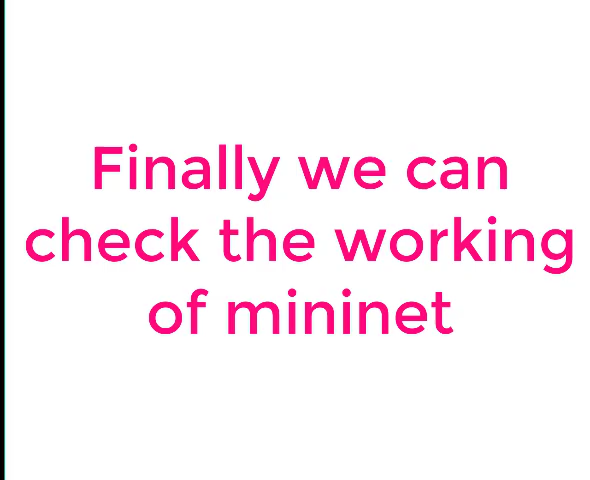 Finally we can
check the working
of mininet